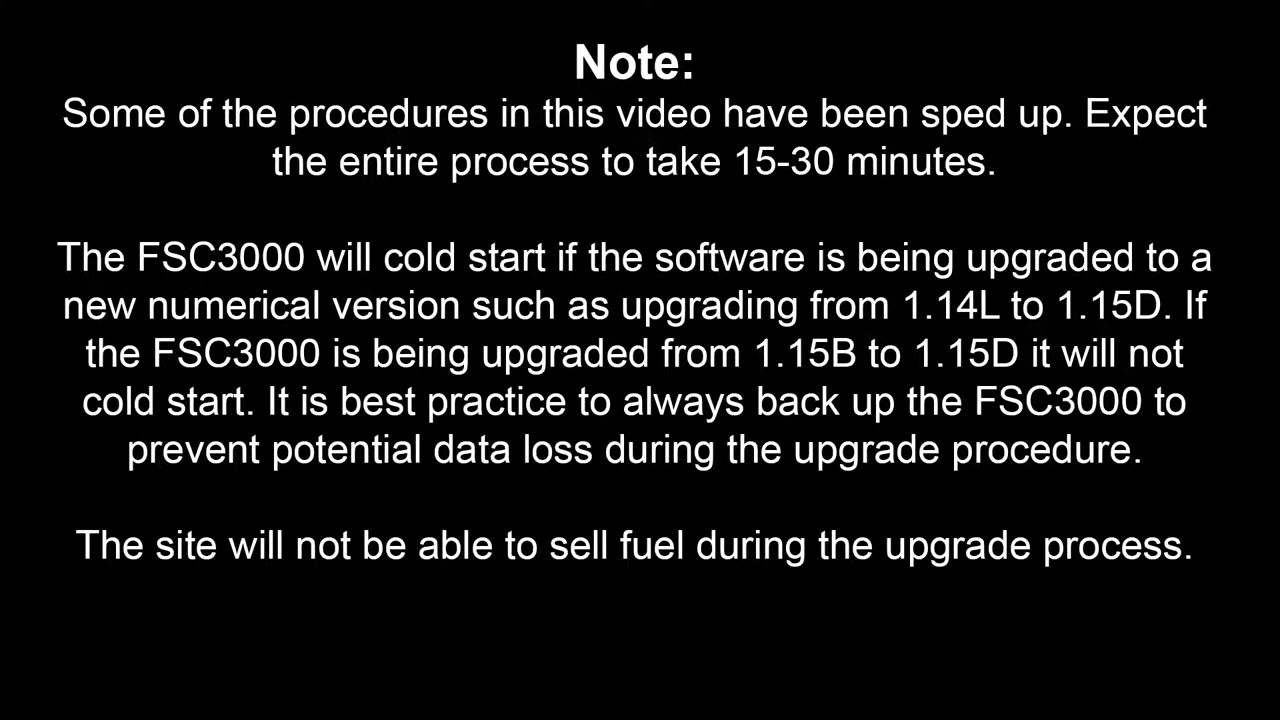 Note:
Some of the procedures in this video have been sped up. Expect
the entire process to take 15-30 minutes.
The FSC3000 will cold start if the software is being upgraded to a
new numerical version such as upgrading from 1.14L to 1.15D. If
the FSC3000 is being upgraded from 1.15B to 1.15D it will not
cold start. It is best practice to always back up the FSC3000 to
prevent potential data loss during the upgrade procedure.
The site will not be able to sell fuel during the upgrade process.